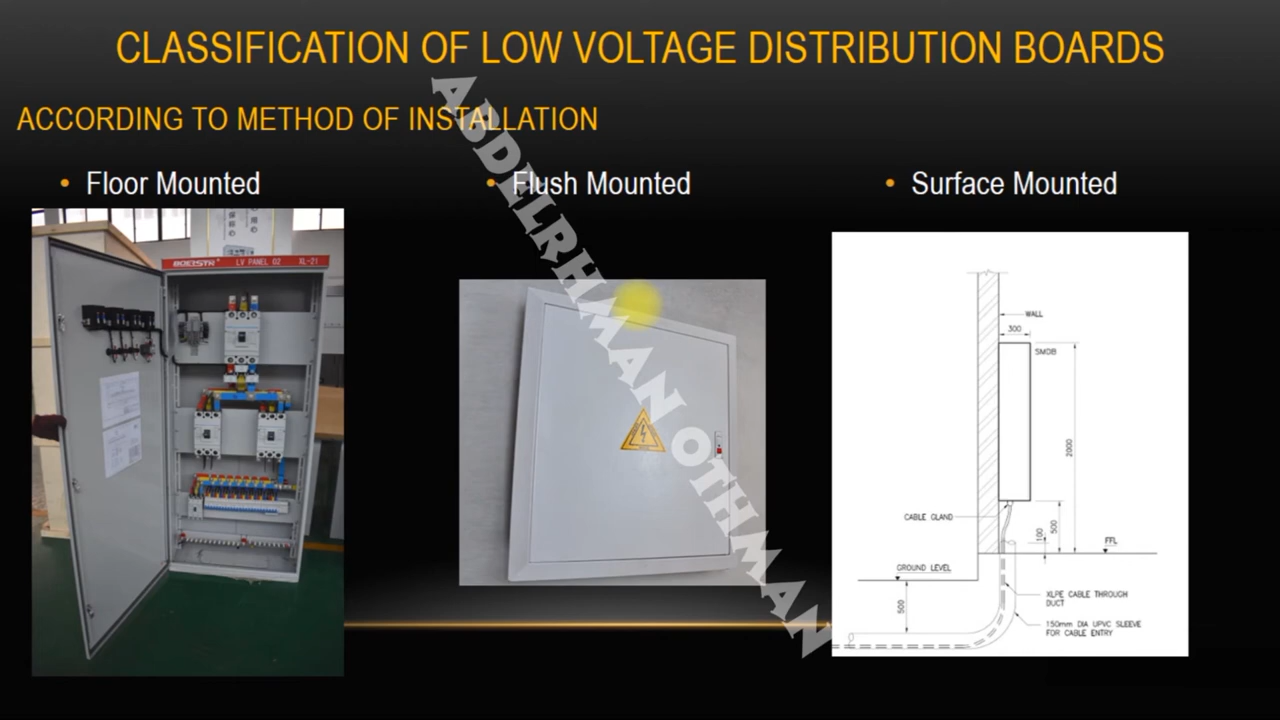 CLASSIFICATION OF LOW VOLTAGE DISTRIBUTION BOARDS
ACCORDING TO METHOD OF INSTALLATION
• Floor Mounted
• Flush Mounted
• Surface Mounted
ABDELRHMAN OTHMAN
LV PANEL 02 XL-21
WALL
300
SMDB
2000
CABLE GLAND
500
100
FFL
GROUND LEVEL
500
XLPE CABLE THROUGH
DUCT
150mm DIA UPVC SLEEVE
FOR CABLE ENTRY